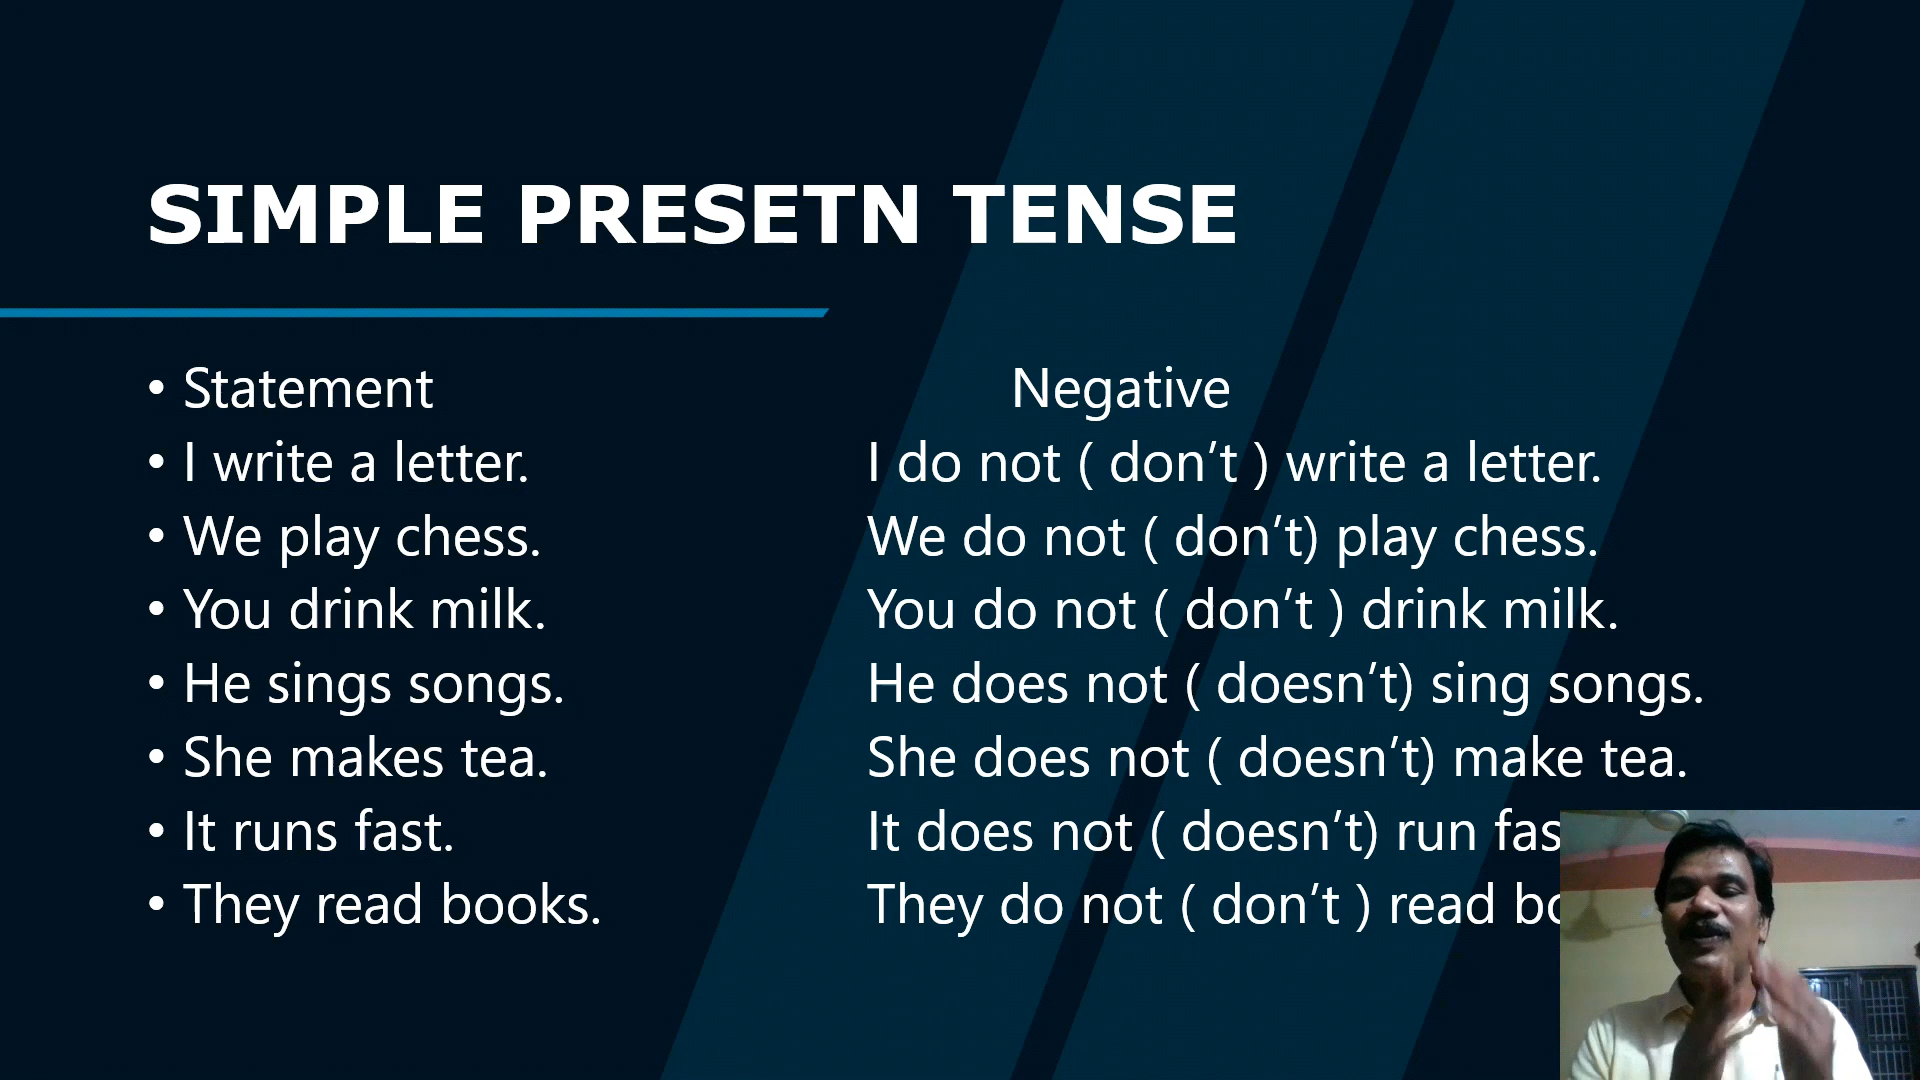 SIMPLE PRESETN TENSE
• Statement Negative
• I write a letter. I do not ( don’t ) write a letter.
• We play chess. We do not ( don’t) play chess.
• You drink milk. You do not ( don’t ) drink milk.
• He sings songs. He does not ( doesn’t) sing songs.
• She makes tea. She does not ( doesn’t) make tea.
• It runs fast. It does not ( doesn’t) run
• They read books. They do not ( don’t ) read